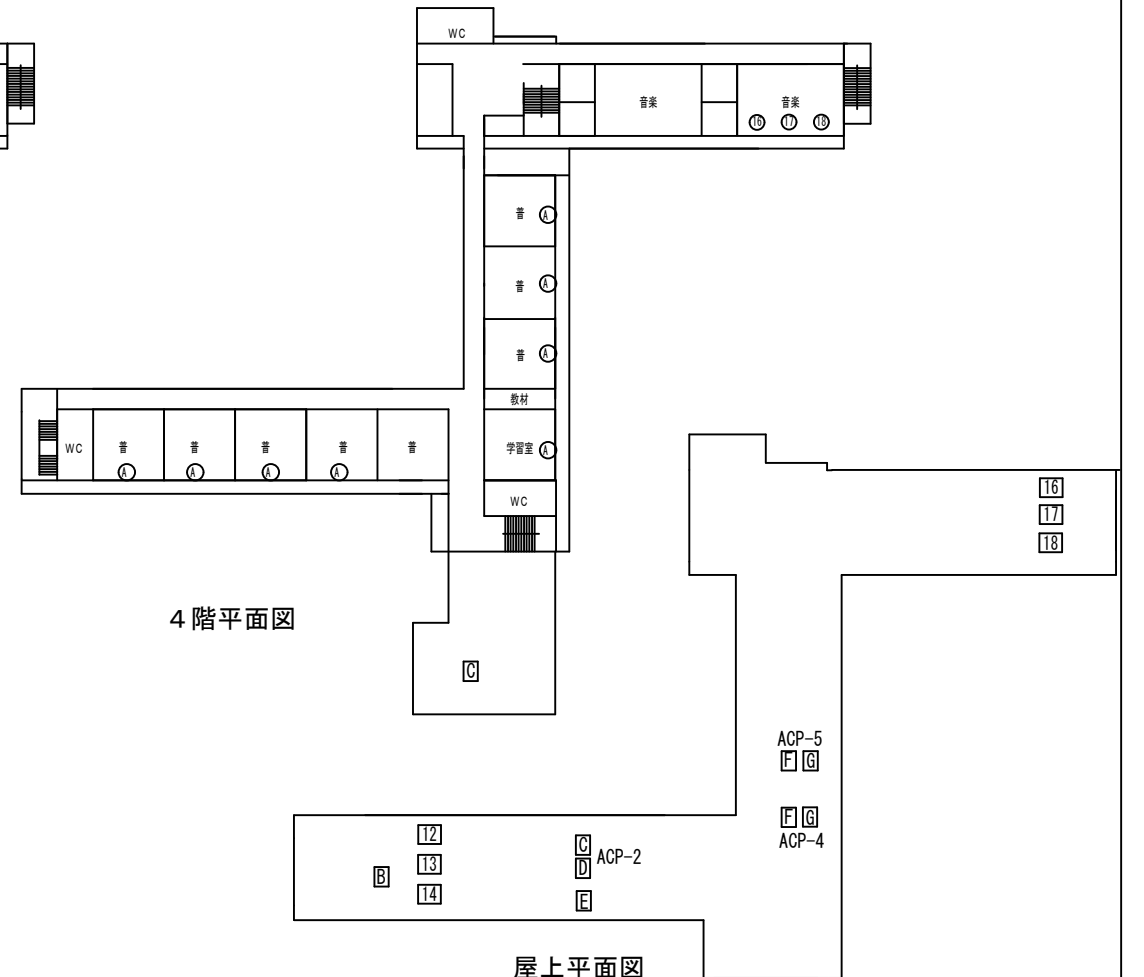 WC
音楽
音楽
16 17 18
普 A
普 A
普 A
教材
学習室 A
WC 普 普 普 普 普
A A A A
WC
4階平面図
C
16
17
18
ACP-5
F G
F G
ACP-4
12
13
14
B
C
D
ACP-2
E
屋上平面図